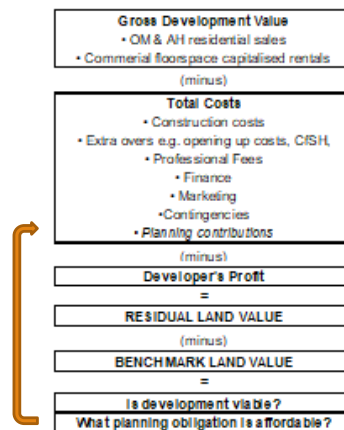 Gross Development Value
• OM & AH residential sales
• Commerial floorspace capitalised rentals
(minus)
Total Costs
• Construction costs
• Extra overs e.g. opening up costs, CfSH,
• Professional Fees
• Finance
• Marketing
•Contingencies
• Planning contributions
(minus)
Developer's Profit
=
RESIDUAL LAND VALUE
(minus)
BENCHMARK LAND VALUE
=
Is development viable?
What planning obligation is affordable?